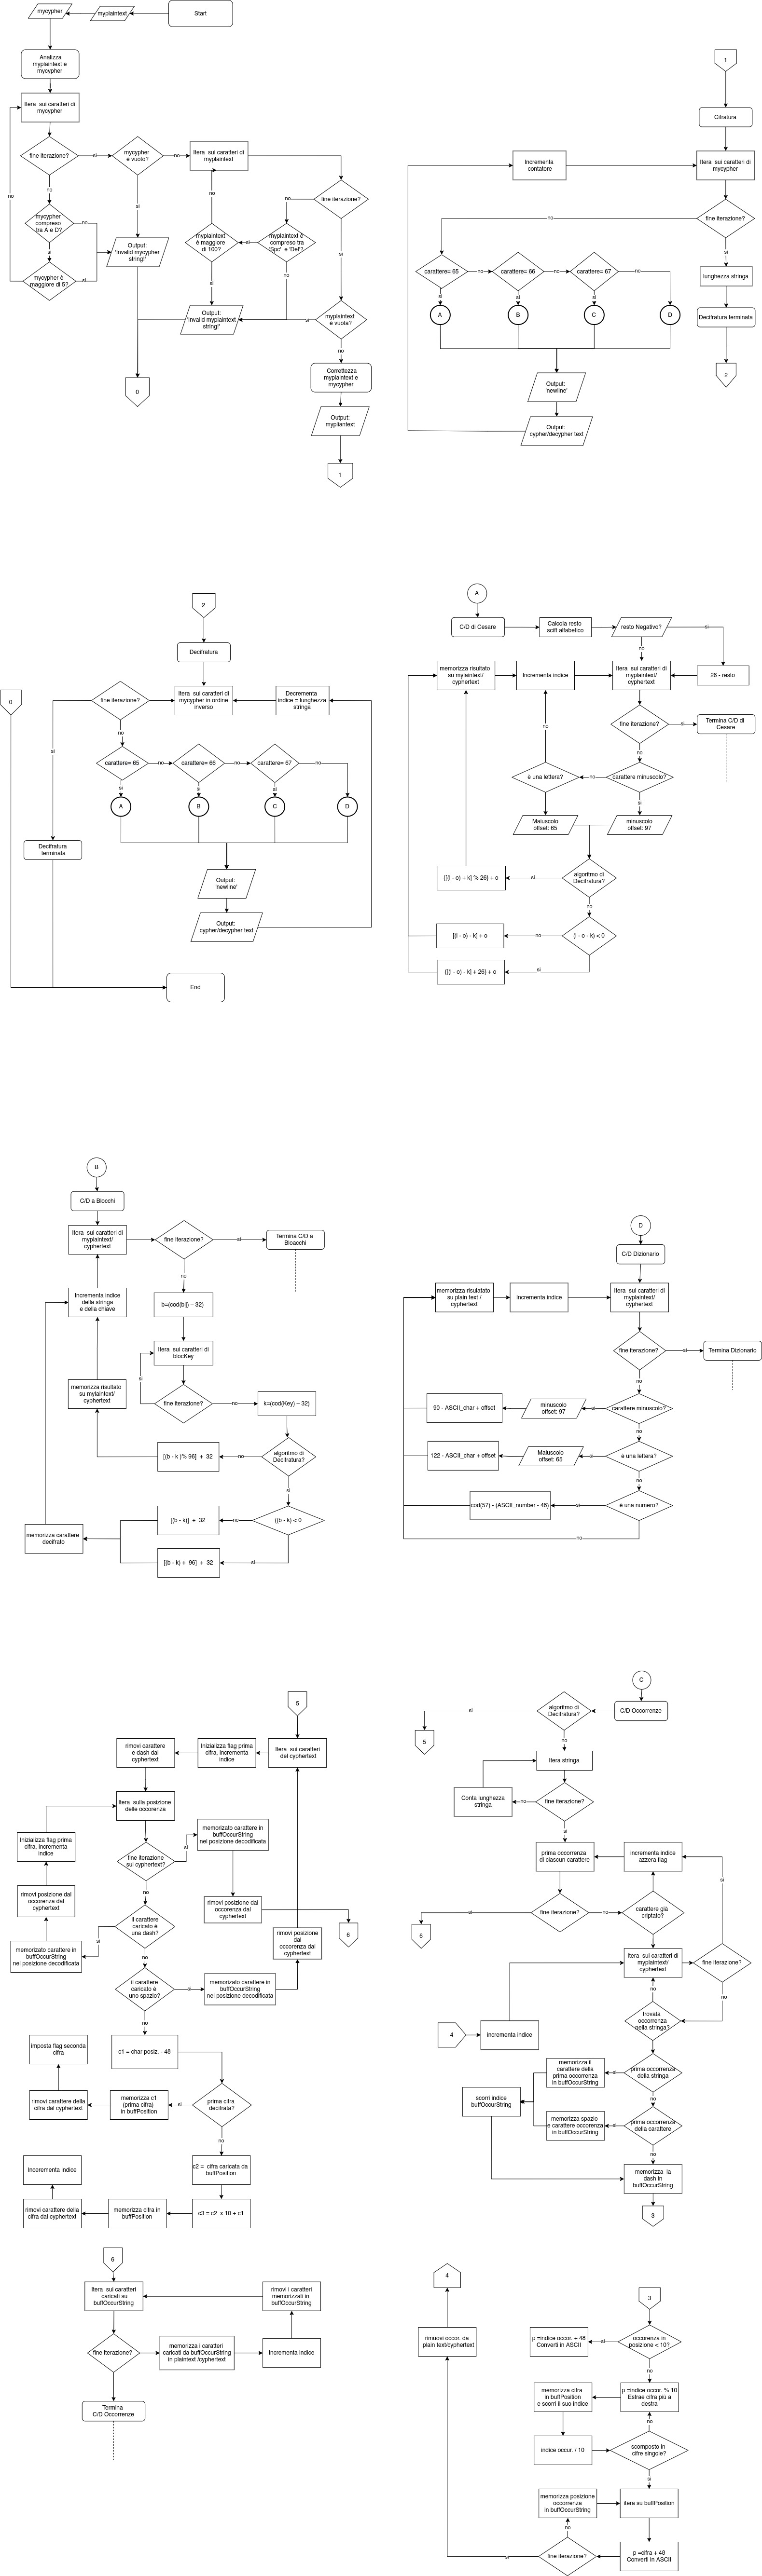 mycypher
myplaintext
Start
Analizza
myplaintext e
mycypher
Itera sui caratteri di
mycypher
fine iterazione?
si
mycypher
è vuoto?
no
Itera sui caratteri di
myplaintext
fine iterazione?
no
no
no
no
mycypher
compreso
tra A e D?
no
si
si
mycypher è
maggiore di 5?
si
Output:
'Invalid mycypher
string!'
myplaintext
è maggiore
di 100?
si
myplaintext è
compreso tra
'Spc' e 'Del'?
no
si
si
Output:
'Invalid myplaintext
string!'
si
myplaintext
è vuota?
no
0
Correttezza
myplaintext e
mycypher
Output:
mypliantext
1
1
Cifratura
Incrementa
contatore
Itera sui caratteri di
mycypher
fine iterazione?
no
si
lunghezza stringa
Decifratura terminata
2
carattere= 65
no
carattere= 66
no
carattere= 67
no
si
si
si
A
B
C
D
Output:
'newline'
Output:
cypher/decypher text
2
Decifratura
0
fine iterazione?
Itera sui caratteri di
mycypher in ordine
inverso
Decrementa
indice = lunghezza
stringa
si
no
carattere= 65
no
carattere= 66
no
carattere= 67
no
si
si
si
A
B
C
D
Decifratura
terminata
Output:
'newline'
Output:
cypher/decypher text
End
A
C/D di Cesare
Calcola resto
scift alfabetico
resto Negativo?
si
no
memorizza risultato
su mylaintext/
cyphertext
Incrementa indice
Itera sui caratteri di
myplaintext/
cyphertext
26 - resto
fine iterazione?
si
Termina C/D di
Cesare
no
no
è una lettera?
no
carattere minuscolo?
si
Maiuscolo
offset: 65
minuscolo
offset: 97
{[(l - o) + k] % 26} + o
si
algoritmo di
Decifratura?
no
[(l - o) - k] + o
no
(l - o - k) < 0
{[(l - o) - k] + 26} + o
si
B
C/D a Blocchi
Itera sui caratteri di
myplaintext/
cyphertext
fine iterazione?
si
Termina C/D a
Bloacchi
no
Incrementa indice
della stringa
e della chiave
b=(cod(bij) – 32)
Itera sui caratteri di
blocKey
si
memorizza risultato
su mylaintext/
cyphertext
fine iterazione?
no
k=(cod(Key) – 32)
[(b - k )% 96] + 32
no
algoritmo di
Decifratura?
si
memorizza carattere
decifrato
[(b - k)] + 32
no
((b - k) < 0
[(b - k) + 96] + 32
si
D
C/D Dizionario
memorizza risulatato
su plain text /
cyphertext
Incrementa indice
Itera sui caratteri di
myplaintext/
cyphertext
fine iterazione?
si
Termina Dizionario
no
90 - ASCII_char + offset
minuscolo
offset: 97
si
carattere minuscolo?
no
122 - ASCII_char + offset
Maiuscolo
offset: 65
si
è una lettera?
no
cod(57) - (ASCII_number - 48)
si
è una numero?
no
5
rimovi carattere
e dash dal
cyphertext
Inizializza flag prima
cifra, incrementa
indice
Itera sui caratteri
del cyphertext
Itera sulla posizione
delle occorenza
Inizializza flag prima
cifra, incrementa
indice
fine iterazione
sul cyphertext?
si
memorizato carattere in
buffOccurString
nel posizione decodificata
no
rimovi posizione dal
occorenza dal
cyphertext
rimovi posizione dal
occorenza dal
cyphertext
6
il carattere
caricato è
una dash?
si
memorizato carattere in
buffOccurString
nel posizione decodificata
no
rimovi posizione
dal
occorenza dal
cyphertext
il carattere
caricato è
uno spazio?
si
memorizato carattere in
buffOccurString
nel posizione decodificata
no
imposta flag seconda
cifra
c1 = char posiz. - 48
rimovi carattere della
cifra dal cyphertext
memorizza c1
(prima cifra)
in buffPosition
si
prima cifra
decifrata?
no
Incerementa indice
c2 = cifra caricata da
buffPosition
rimovi carattere della
cifra dal cyphertext
memorizza cifra in
buffPosition
c3 = c2 x 10 + c1
6
Itera sui caratteri
caricati su
buffOccurString
rimovi i caratteri
memorizzati in
buffOccurString
fine iterazione?
memorizza i caratteri
caricati da buffOccurString
in plaintext /cyphertext
Incrementa indice
Termina
C/D Occorrenze
C
C/D Occorrenze
algoritmo di
Decifratura?
si
5
no
Itera stringa
Conta lunghezza
stringa
no
fine iterazione?
si
prima occorrenza
di ciascun carattere
incrementa indice
azzera flag
si
si
6
fine iterazione?
no
carattere già
criptato?
Itera sui caratteri di
myplaintext/
cyphertext
fine iterazione?
no
no
4
incrementa indice
trovata
occorrenza
nella stringa?
memorizza il
carattere della
prima occorrenza
in buffOccurString
si
prima occorrenza
della stringa
no
scorri indice
buffOccurString
memorizza spazio
e carattere occorenza
in buffOccurString
si
prima occorrenza
della carattere
no
memorizza la
dash in
buffOccurString
3
4
3
rimuovi occor. da
plain text/cyphertext
p =indice occor. + 48
Converti in ASCII
si
occorenza in
posizione < 10?
no
memorizza cifra
in buffPosition
e scorri il suo indice
p =indice occor. % 10
Estrae cifra più a
destra
no
indice occur. / 10
scomposto in
cifre singole?
si
memorizza posizione
occorrenza
in buffOccurString
itera su buffPosition
no
si
fine iterazione?
p =cifra + 48
Converti in ASCII